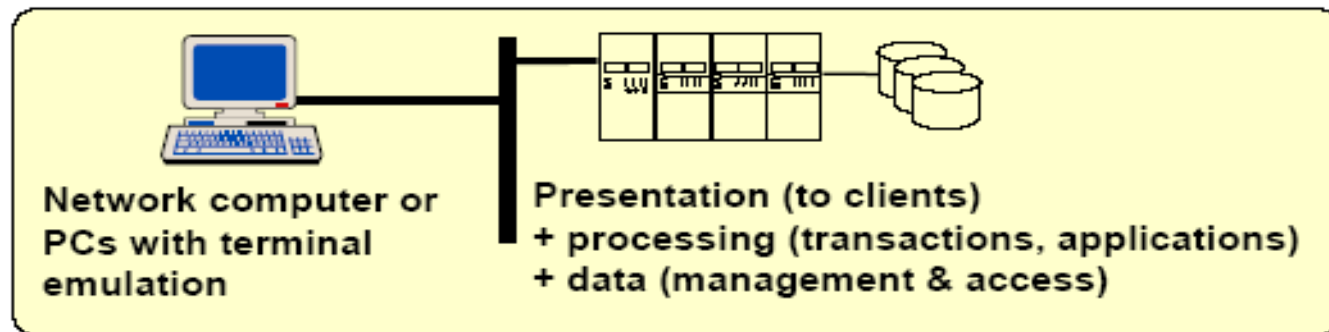 Network computer or
PCs with terminal
emulation
Presentation (to clients)
+ processing (transactions, applications)
+ data (management & access)